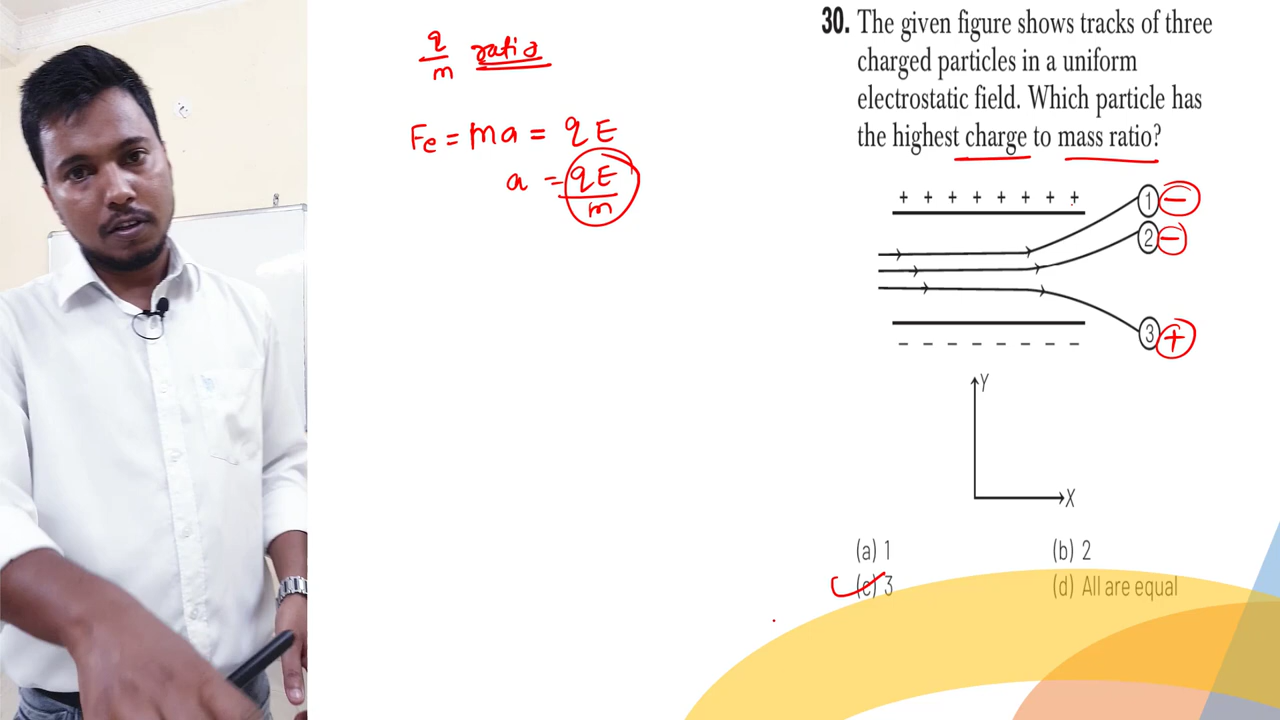 q/m ratio
Fe = ma = qE
a = qE/m
30. The given figure shows tracks of three
charged particles in a uniform
electrostatic field. Which particle has
the highest charge to mass ratio?
+ + + + + + + +
1 −
2 −
3 +
− − − − − − − −
Y
X
(a) 1
(b) 2
(c) 3
(d) All are equal